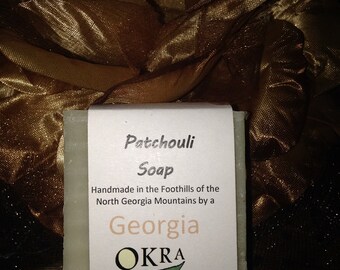 Patchouli
Soap
Handmade in the Foothills of the
North Georgia Mountains by a
Georgia
OKRA